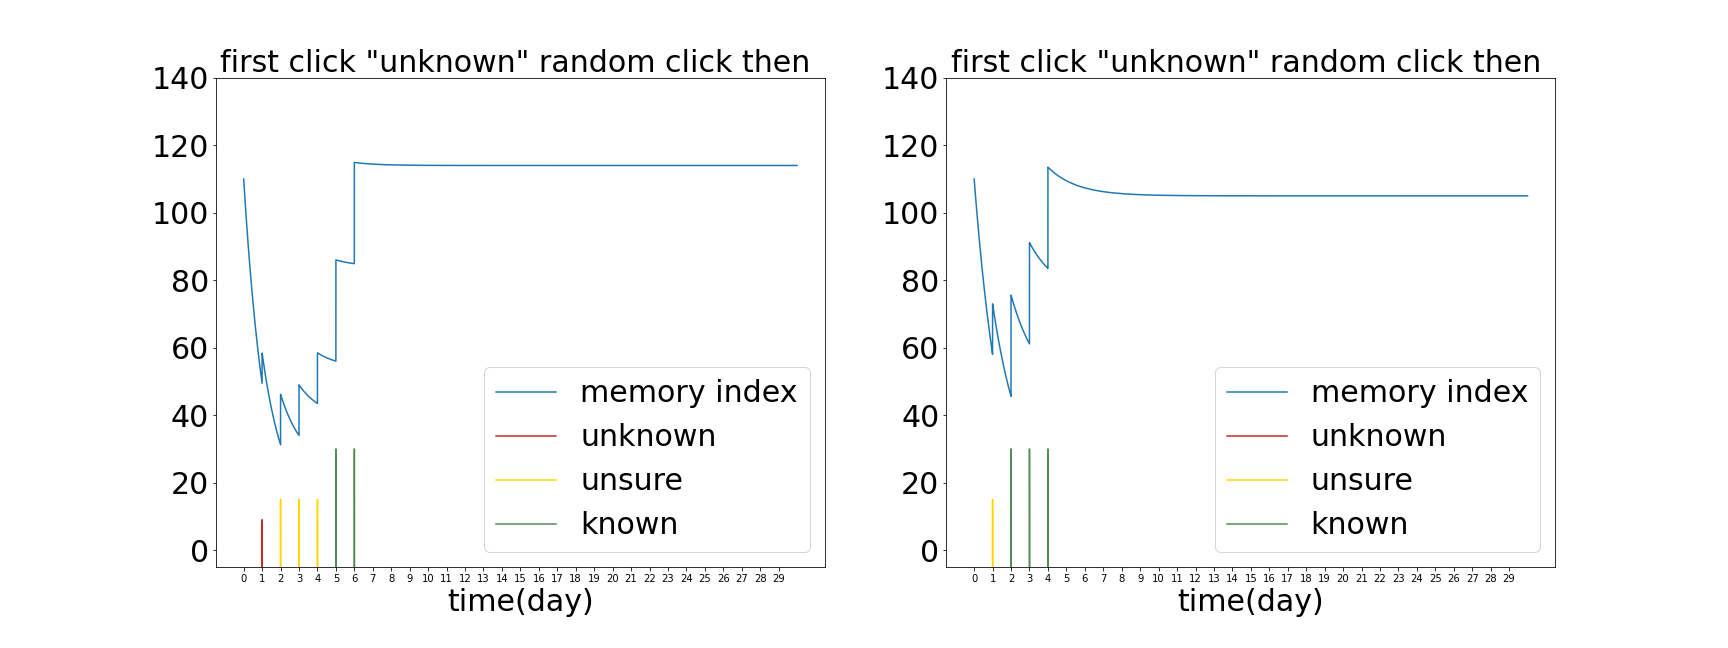 first click "unknown" random click then
140
120
100
80
60
40
20
0
memory index
unknown
unsure
known
0 1 2 3 4 5 6 7 8 9 10 11 12 13 14 15 16 17 18 19 20 21 22 23 24 25 26 27 28 29
time(day)
first click "unknown" random click then
140
120
100
80
60
40
20
0
memory index
unknown
unsure
known
0 1 2 3 4 5 6 7 8 9 10 11 12 13 14 15 16 17 18 19 20 21 22 23 24 25 26 27 28 29
time(day)